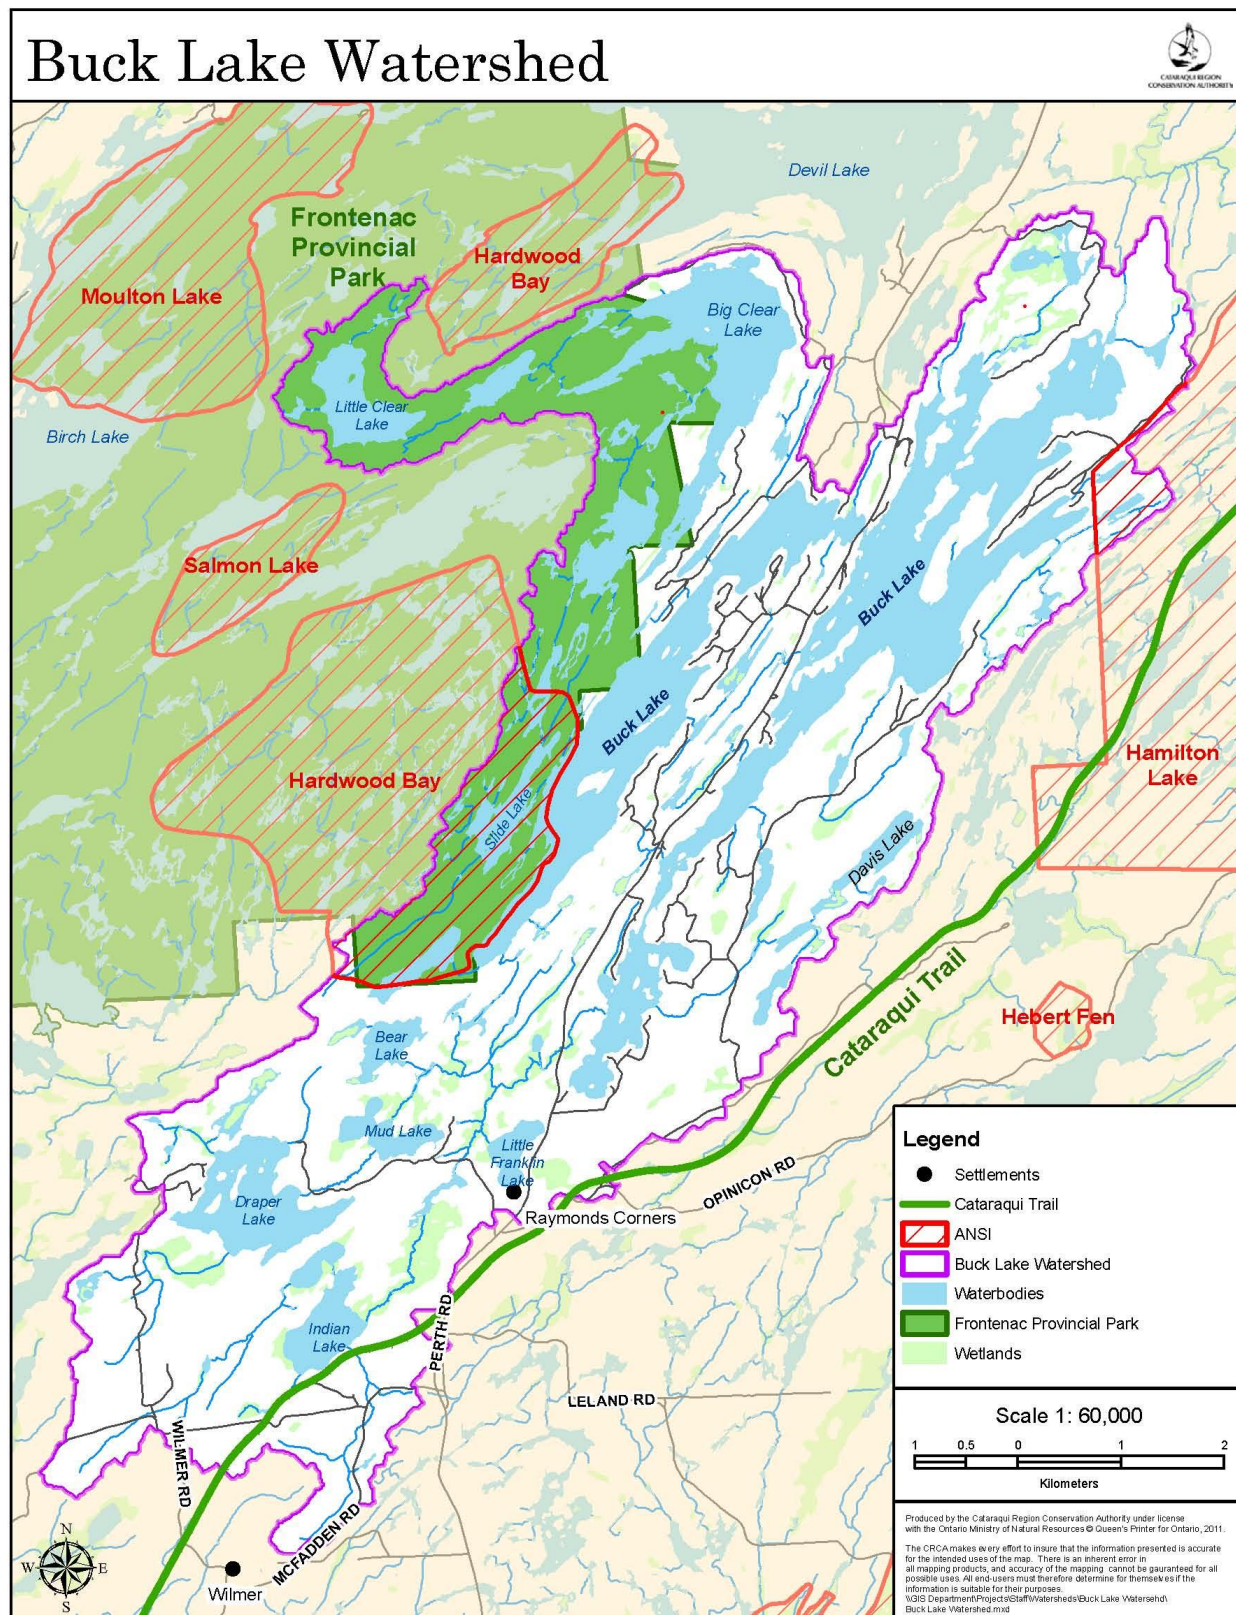 Buck Lake Watershed
CATARAQUI REGION
CONSERVATION AUTHORITY
Devil Lake
Frontenac
Provincial
Park
Hardwood
Bay
Moulton Lake
Big Clear
Lake
Little Clear
Lake
Birch Lake
Salmon Lake
Buck Lake
Buck Lake
Hamilton
Lake
Hardwood Bay
Slide Lake
Davis Lake
Cataraqui Trail
Hebert Fen
Bear
Lake
Mud Lake
Little
Franklin
Lake
Draper
Lake
OPINICON RD
Raymonds Corners
Indian
Lake
PERTH RD
LELAND RD
WILMER RD
MCFADDEN RD
Wilmer
N
W
E
S
Legend
Settlements
Cataraqui Trail
ANSI
Buck Lake Watershed
Waterbodies
Frontenac Provincial Park
Wetlands
Scale 1: 60,000
1 0.5 0 1 2
Kilometers
Produced by the Cataraqui Region Conservation Authority under license
with the Ontario Ministry of Natural Resources © Queen's Printer for Ontario, 2011.
The CRCA makes every effort to insure that the information presented is accurate
for the intended uses of the map. There is an inherent error in
all mapping products, and accuracy of the mapping cannot be gauranteed for all
possible uses. All end-users must therefore determine for themselves if the
information is suitable for their purposes.
\\GIS Department\Projects\Staff\Watersheds\Buck Lake Watersehd\
Buck Lake Watershed.mxd